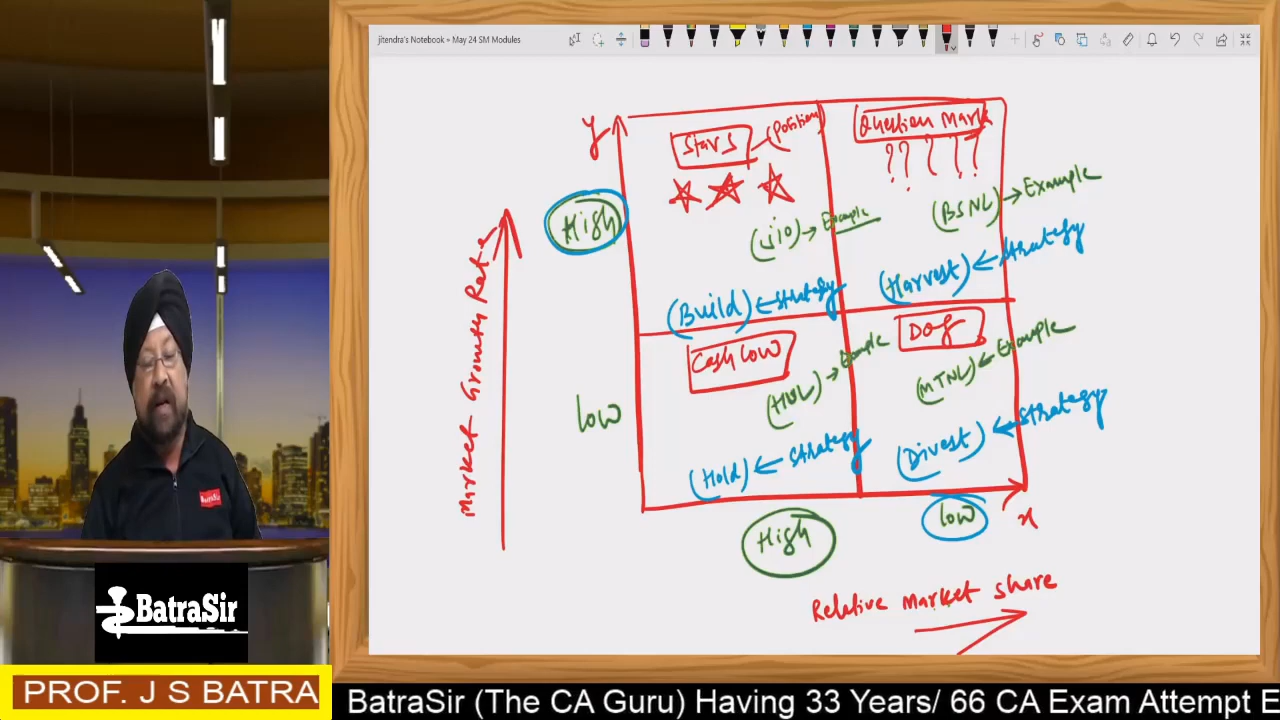 jitendra's Notebook » May 24 SM Modules
y
Stars
(Position)
Question Mark
? ? ? ? ?
High
(Jio) → Example
(BSNL) → Example
(Build) ← Strategy
(Harvest) ← Strategy
Market Growth Rate
Cash Cow
Dog
(HUL) → Example
(MTNL) ← Example
low
(Hold) ← Strategy
(Divest) ← Strategy
High
low
x
Relative Market share
BatraSir
BatraSir
PROF. J S BATRA
BatraSir (The CA Guru) Having 33 Years/ 66 CA Exam Attempt E